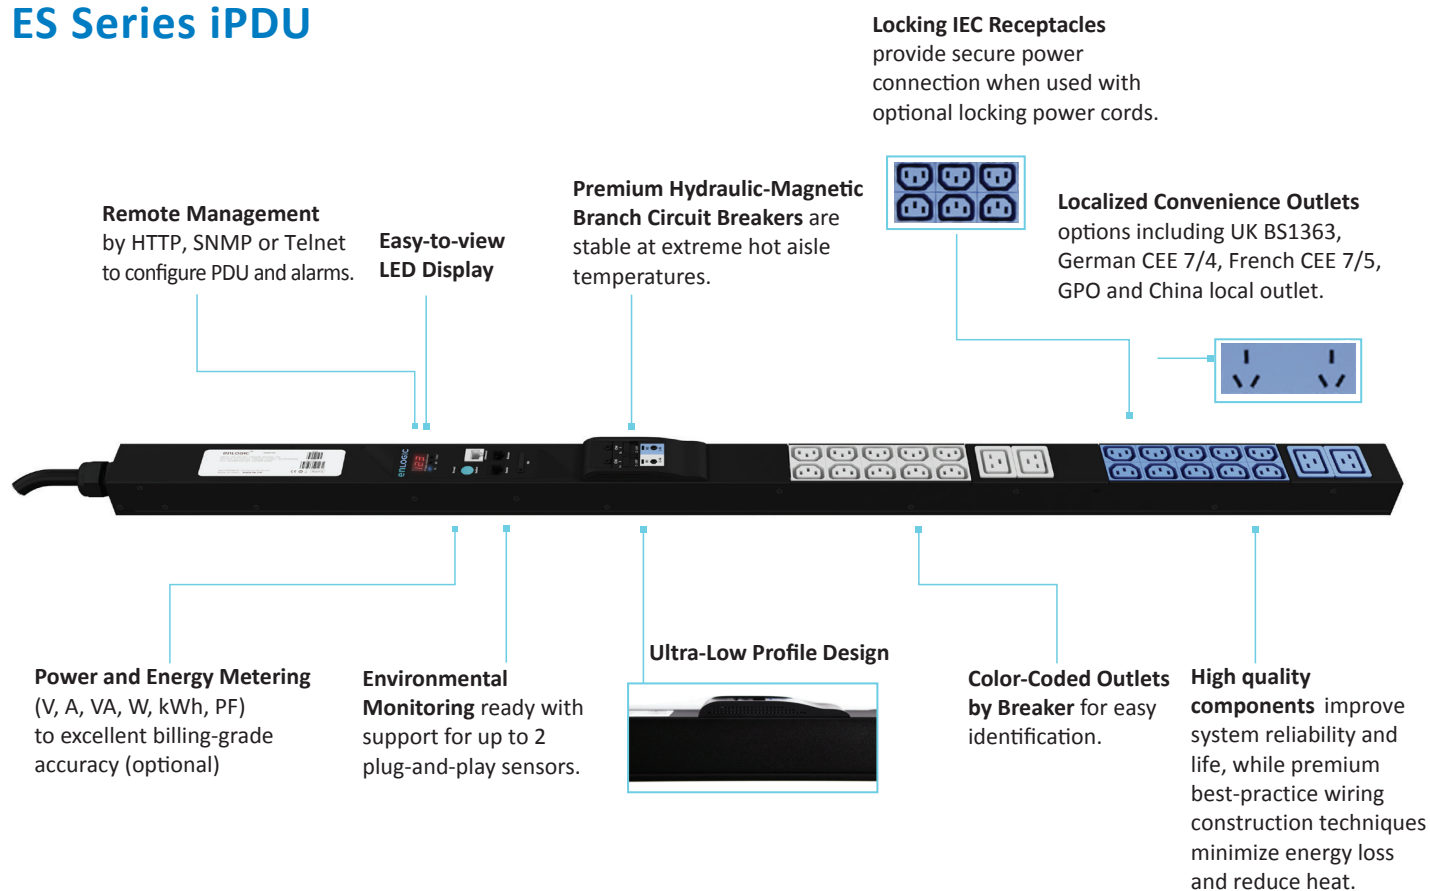 ES Series iPDU
Locking IEC Receptacles
provide secure power
connection when used with
optional locking power cords.
Premium Hydraulic-Magnetic
Branch Circuit Breakers are
stable at extreme hot aisle
temperatures.
Localized Convenience Outlets
options including UK BS1363,
German CEE 7/4, French CEE 7/5,
GPO and China local outlet.
Remote Management
by HTTP, SNMP or Telnet
to configure PDU and alarms.
Easy-to-view
LED Display
ENLOGIC
enLOGIC
123
Power and Energy Metering
(V, A, VA, W, kWh, PF)
to excellent billing-grade
accuracy (optional)
Environmental
Monitoring ready with
support for up to 2
plug-and-play sensors.
Ultra-Low Profile Design
Color-Coded Outlets
by Breaker for easy
identification.
High quality
components improve
system reliability and
life, while premium
best-practice wiring
construction techniques
minimize energy loss
and reduce heat.